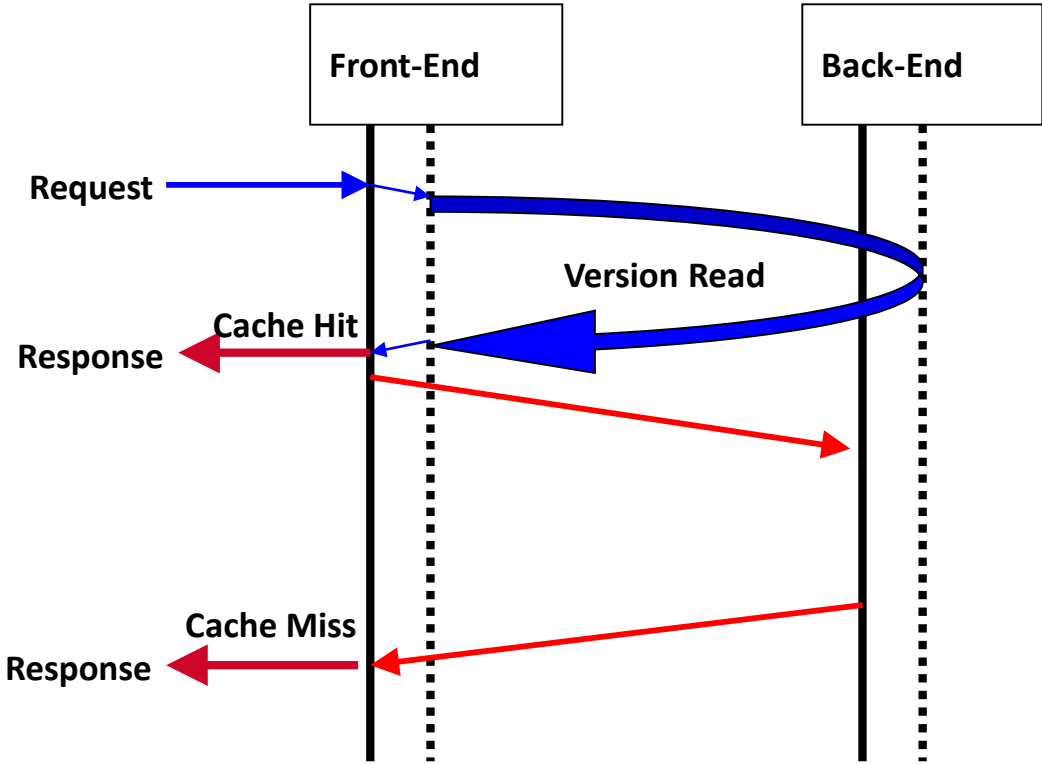 Front-End
Back-End
Request
Version Read
Cache Hit
Response
Cache Miss
Response